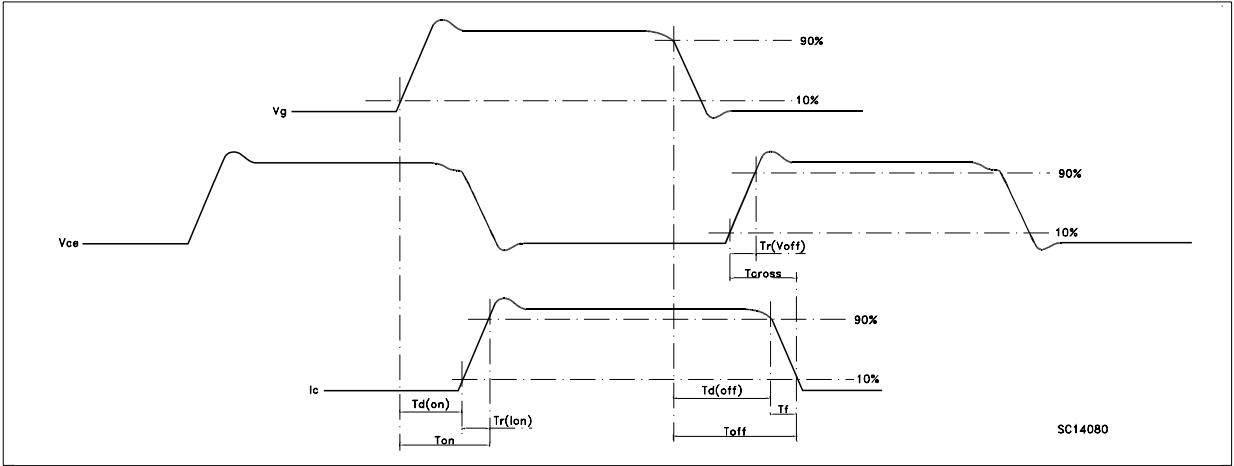 90%
10%
Vg
90%
Vce
10%
Tr(Voff)
Tcross
90%
10%
Ic
Td(on)
Td(off)
Tr(Ion)
Tf
Ton
Toff
SC14080